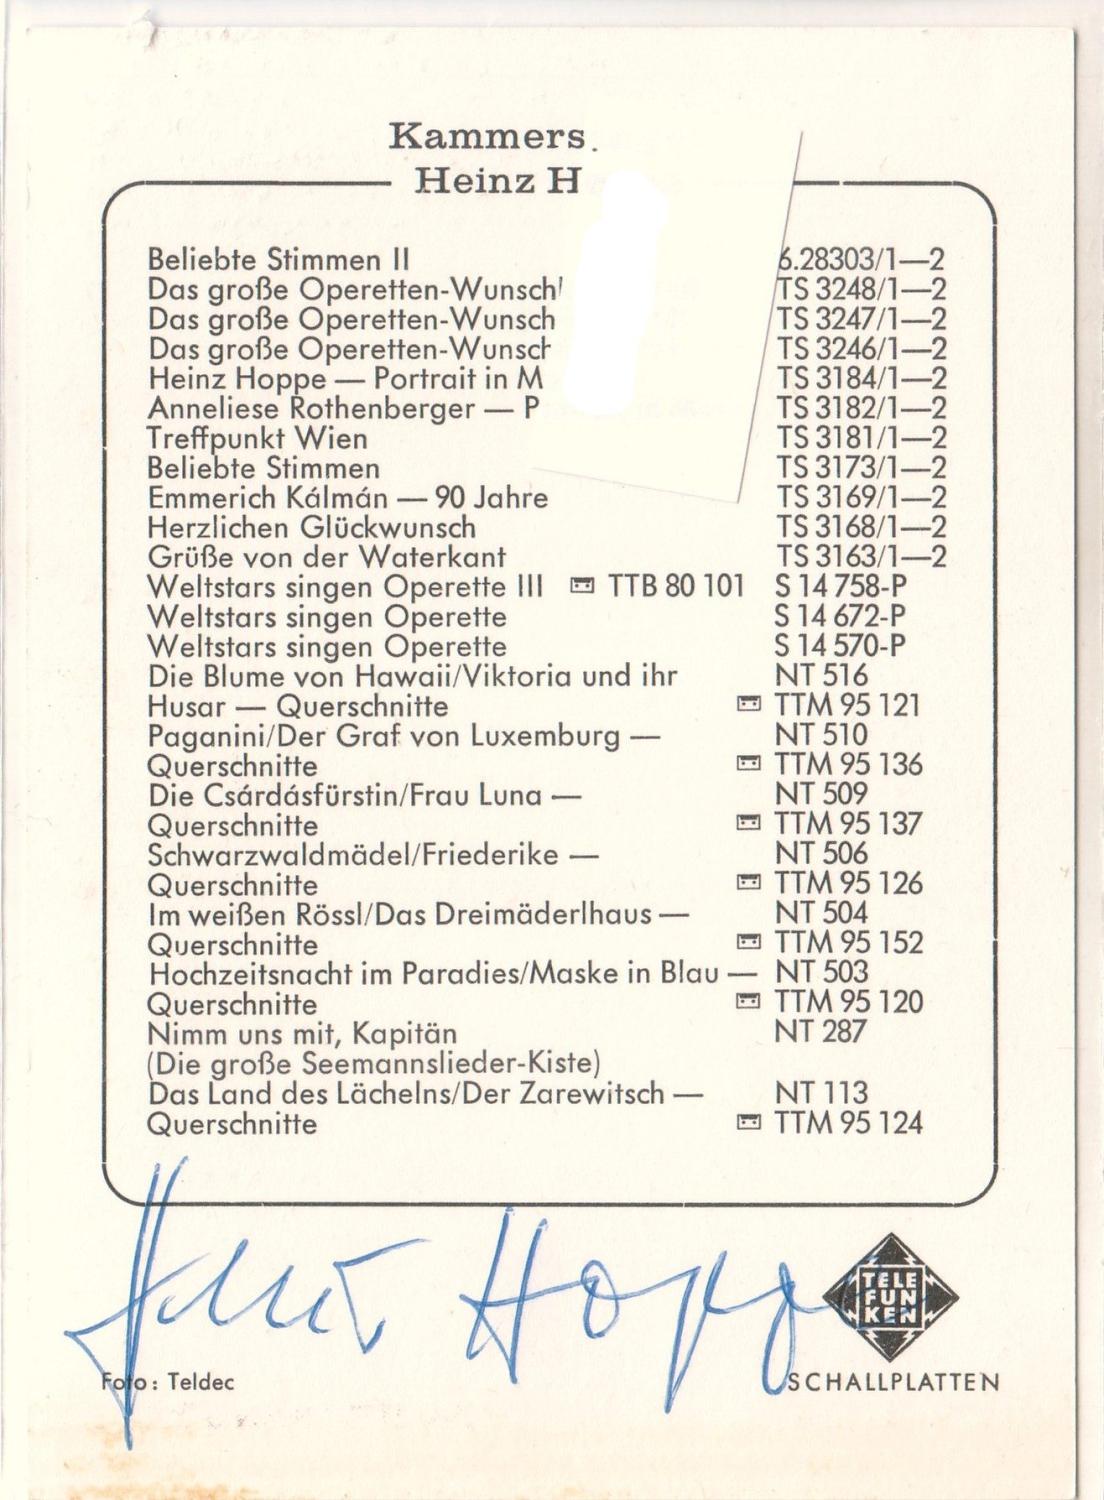 Kammers.
Heinz H
Beliebte Stimmen II 6.28303/1—2
Das große Operetten-Wunsch TS 3248/1—2
Das große Operetten-Wunsch TS 3247/1—2
Das große Operetten-Wunsch TS 3246/1—2
Heinz Hoppe — Portrait in M TS 3184/1—2
Anneliese Rothenberger — P TS 3182/1—2
Treffpunkt Wien TS 3181/1—2
Beliebte Stimmen TS 3173/1—2
Emmerich Kálmán — 90 Jahre TS 3169/1—2
Herzlichen Glückwunsch TS 3168/1—2
Grüße von der Waterkant TS 3163/1—2
Weltstars singen Operette III TTB 80 101 S 14 758-P
Weltstars singen Operette S 14 672-P
Weltstars singen Operette S 14 570-P
Die Blume von Hawaii/Viktoria und ihr NT 516
Husar — Querschnitte TTM 95 121
Paganini/Der Graf von Luxemburg — NT 510
Querschnitte TTM 95 136
Die Csárdásfürstin/Frau Luna — NT 509
Querschnitte TTM 95 137
Schwarzwaldmädel/Friederike — NT 506
Querschnitte TTM 95 126
Im weißen Rössl/Das Dreimäderlhaus — NT 504
Querschnitte TTM 95 152
Hochzeitsnacht im Paradies/Maske in Blau — NT 503
Querschnitte TTM 95 120
Nimm uns mit, Kapitän NT 287
(Die große Seemannslieder-Kiste)
Das Land des Lächelns/Der Zarewitsch — NT 113
Querschnitte TTM 95 124
Heinz Hoppe
TELE
FUN
KEN
Foto: Teldec SCHALLPLATTEN